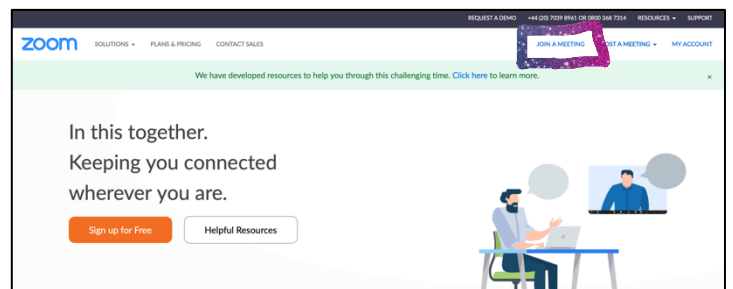 REQUEST A DEMO +44 (20) 7039 8961 OR 0800 368 7314 RESOURCES SUPPORT
zoom SOLUTIONS PLANS & PRICING CONTACT SALES JOIN A MEETING OST A MEETING MY ACCOUNT
We have developed resources to help you through this challenging time. Click here to learn more. ×
In this together.
Keeping you connected
wherever you are.
Sign up for Free Helpful Resources